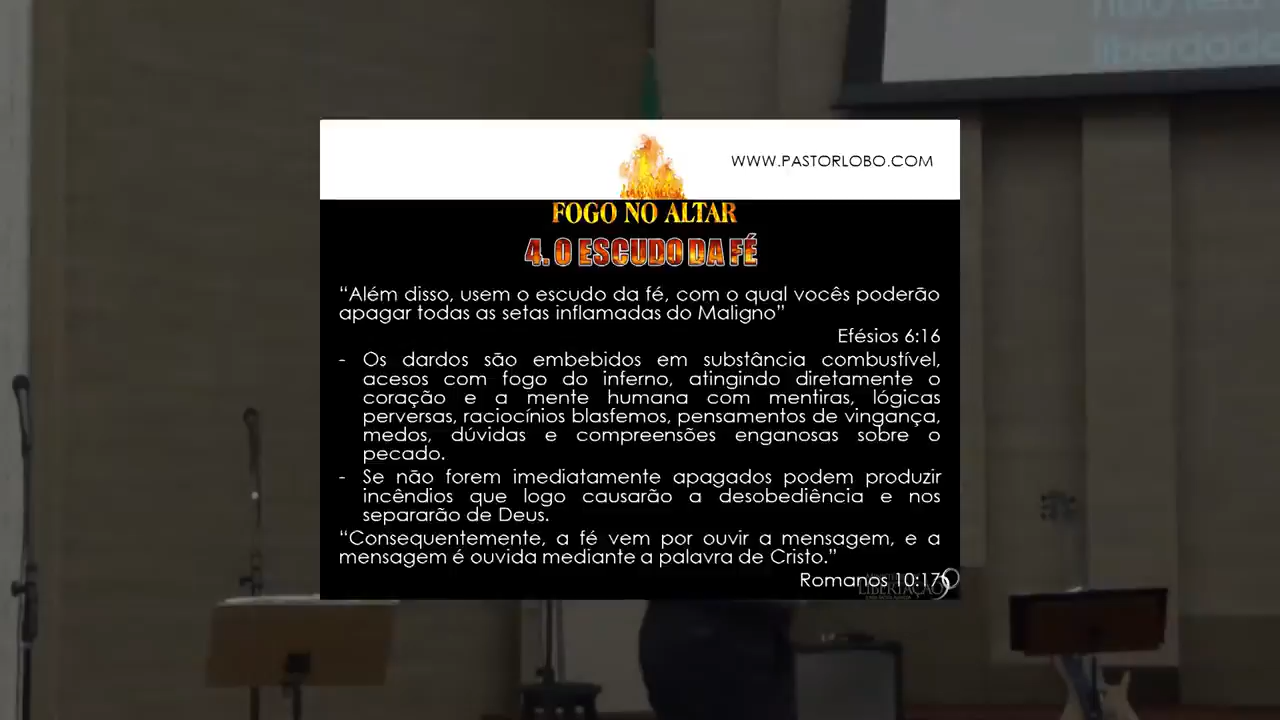 não
liberdade
WWW.PASTORLOBO.COM
FOGO NO ALTAR
4. O ESCUDO DA FÉ
“Além disso, usem o escudo da fé, com o qual vocês poderão
apagar todas as setas inflamadas do Maligno”
Efésios 6:16
- Os dardos são embebidos em substância combustível,
acesos com fogo do inferno, atingindo diretamente o
coração e a mente humana com mentiras, lógicas
perversas, raciocínios blasfemos, pensamentos de vingança,
medos, dúvidas e compreensões enganosas sobre o
pecado.
- Se não forem imediatamente apagados podem produzir
incêndios que logo causarão a desobediência e nos
separarão de Deus.
“Consequentemente, a fé vem por ouvir a mensagem, e a
mensagem é ouvida mediante a palavra de Cristo.”
Romanos 10:17
LIBERTAÇÃO